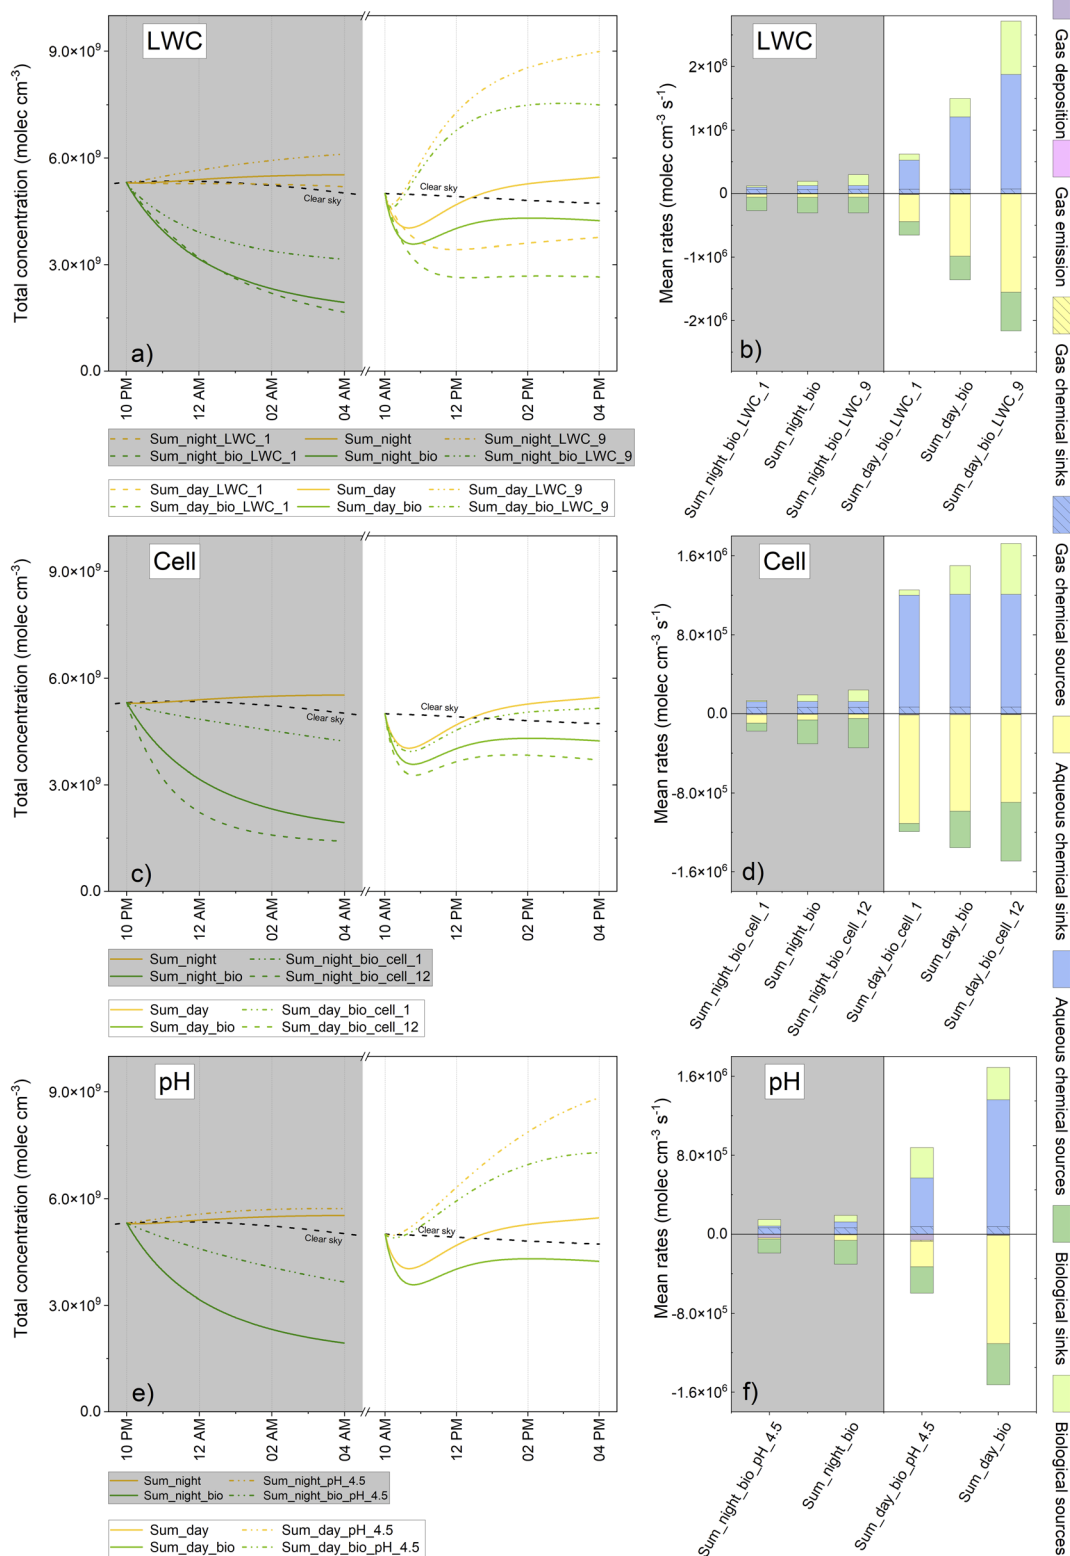 LWC
Total concentration (molec cm⁻³)
9.0×10⁹
6.0×10⁹
3.0×10⁹
0.0
Clear sky
Clear sky
a)
10 PM
12 AM
02 AM
04 AM
10 AM
12 PM
02 PM
04 PM
Sum_night_LWC_1
Sum_night
Sum_night_LWC_9
Sum_night_bio_LWC_1
Sum_night_bio
Sum_night_bio_LWC_9
Sum_day_LWC_1
Sum_day
Sum_day_LWC_9
Sum_day_bio_LWC_1
Sum_day_bio
Sum_day_bio_LWC_9
LWC
Mean rates (molec cm⁻³ s⁻¹)
2×10⁶
1×10⁶
0
-1×10⁶
-2×10⁶
b)
Sum_night_bio_LWC_1
Sum_night_bio
Sum_night_bio_LWC_9
Sum_day_bio_LWC_1
Sum_day_bio
Sum_day_bio_LWC_9
Cell
Total concentration (molec cm⁻³)
9.0×10⁹
6.0×10⁹
3.0×10⁹
0.0
Clear sky
Clear sky
c)
10 PM
12 AM
02 AM
04 AM
10 AM
12 PM
02 PM
04 PM
Sum_night
Sum_night_bio_cell_1
Sum_night_bio
Sum_night_bio_cell_12
Sum_day
Sum_day_bio_cell_1
Sum_day_bio
Sum_day_bio_cell_12
Cell
Mean rates (molec cm⁻³ s⁻¹)
1.6×10⁶
8.0×10⁵
0.0
-8.0×10⁵
-1.6×10⁶
d)
Sum_night_bio_cell_1
Sum_night_bio
Sum_night_bio_cell_12
Sum_day_bio_cell_1
Sum_day_bio
Sum_day_bio_cell_12
pH
Total concentration (molec cm⁻³)
9.0×10⁹
6.0×10⁹
3.0×10⁹
0.0
Clear sky
Clear sky
e)
10 PM
12 AM
02 AM
04 AM
10 AM
12 PM
02 PM
04 PM
Sum_night
Sum_night_pH_4.5
Sum_night_bio
Sum_night_bio_pH_4.5
Sum_day
Sum_day_pH_4.5
Sum_day_bio
Sum_day_bio_pH_4.5
pH
Mean rates (molec cm⁻³ s⁻¹)
1.6×10⁶
8.0×10⁵
0.0
-8.0×10⁵
-1.6×10⁶
f)
Sum_night_bio_pH_4.5
Sum_night_bio
Sum_day_bio_pH_4.5
Sum_day_bio
Gas deposition
Gas emission
Gas chemical sinks
Gas chemical sources
Aqueous chemical sinks
Aqueous chemical sources
Biological sinks
Biological sources